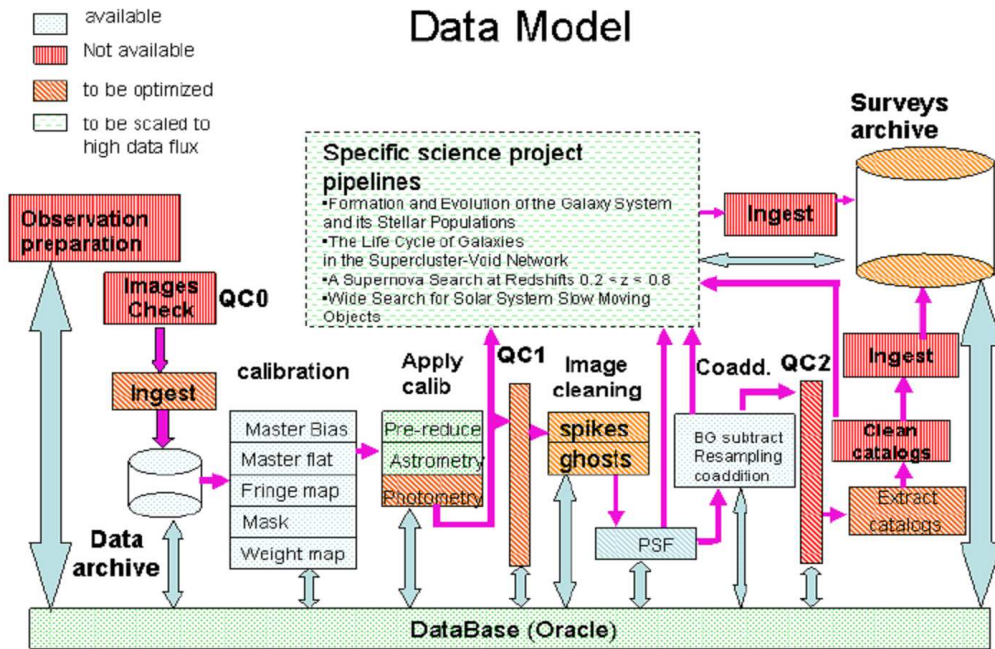 Data Model
available
Not available
to be optimized
to be scaled to
high data flux
Surveys
archive
Specific science project
pipelines
•Formation and Evolution of the Galaxy System
and its Stellar Populations
•The Life Cycle of Galaxies
in the Supercluster-Void Network
•A Supernova Search at Redshifts 0.2 < z < 0.8
•Wide Search for Solar System Slow Moving
Objects
Ingest
Observation
preparation
Images
Check
QC0
Ingest
Data
archive
calibration
Master Bias
Master flat
Fringe map
Mask
Weight map
Apply
calib
Pre-reduce
Astrometry
Photometry
QC1
Image
cleaning
spikes
ghosts
PSF
Coadd.
BG subtract
Resampling
coaddition
QC2
Ingest
Clean
catalogs
Extract
catalogs
DataBase (Oracle)